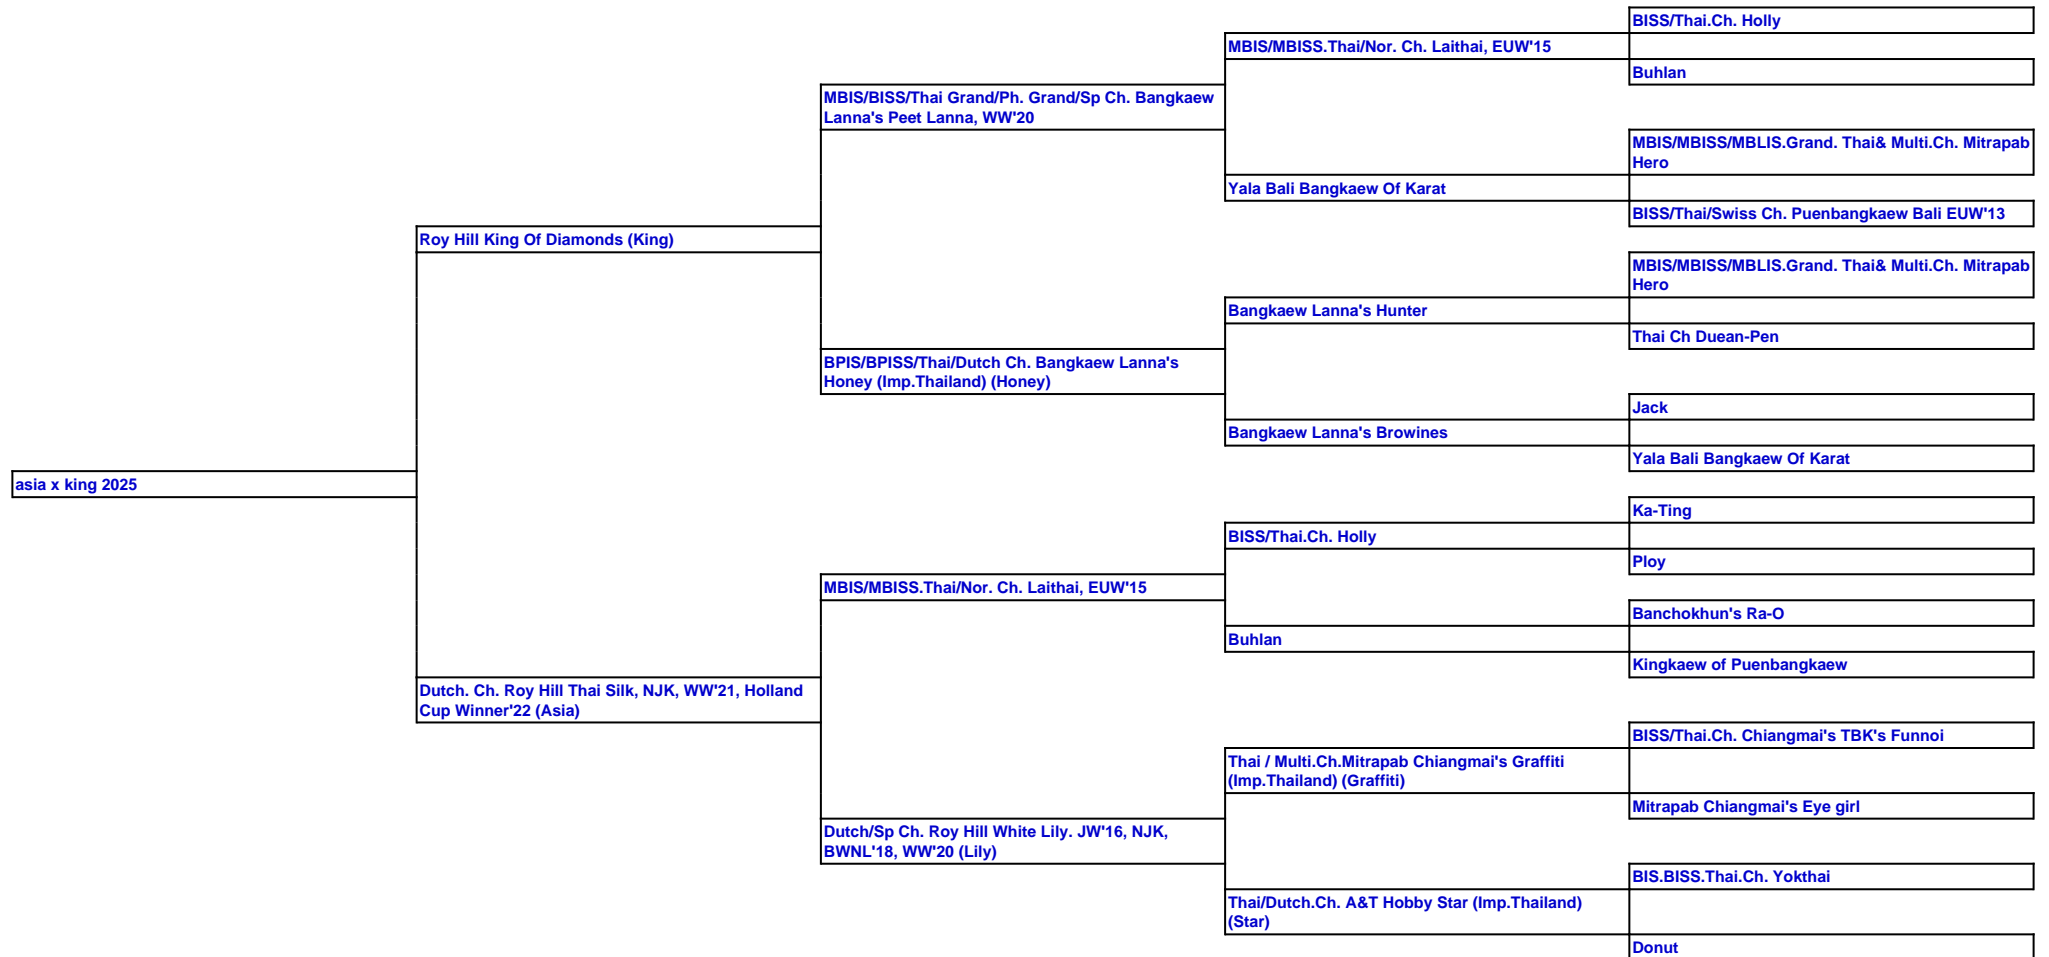 BISS/Thai.Ch. Holly
MBIS/MBISS.Thai/Nor. Ch. Laithai, EUW'15
Buhlan
MBIS/BISS/Thai Grand/Ph. Grand/Sp Ch. Bangkaew
Lanna's Peet Lanna, WW'20
MBIS/MBISS/MBLIS.Grand. Thai& Multi.Ch. Mitrapab
Hero
Yala Bali Bangkaew Of Karat
BISS/Thai/Swiss Ch. Puenbangkaew Bali EUW'13
Roy Hill King Of Diamonds (King)
MBIS/MBISS/MBLIS.Grand. Thai& Multi.Ch. Mitrapab
Hero
Bangkaew Lanna's Hunter
Thai Ch Duean-Pen
BPIS/BPISS/Thai/Dutch Ch. Bangkaew Lanna's
Honey (Imp.Thailand) (Honey)
Jack
Bangkaew Lanna's Browines
Yala Bali Bangkaew Of Karat
asia x king 2025
Ka-Ting
BISS/Thai.Ch. Holly
Ploy
MBIS/MBISS.Thai/Nor. Ch. Laithai, EUW'15
Banchokhun's Ra-O
Buhlan
Kingkaew of Puenbangkaew
Dutch. Ch. Roy Hill Thai Silk, NJK, WW'21, Holland
Cup Winner'22 (Asia)
BISS/Thai.Ch. Chiangmai's TBK's Funnoi
Thai / Multi.Ch.Mitrapab Chiangmai's Graffiti
(Imp.Thailand) (Graffiti)
Mitrapab Chiangmai's Eye girl
Dutch/Sp Ch. Roy Hill White Lily. JW'16, NJK,
BWNL'18, WW'20 (Lily)
BIS.BISS.Thai.Ch. Yokthai
Thai/Dutch.Ch. A&T Hobby Star (Imp.Thailand)
(Star)
Donut